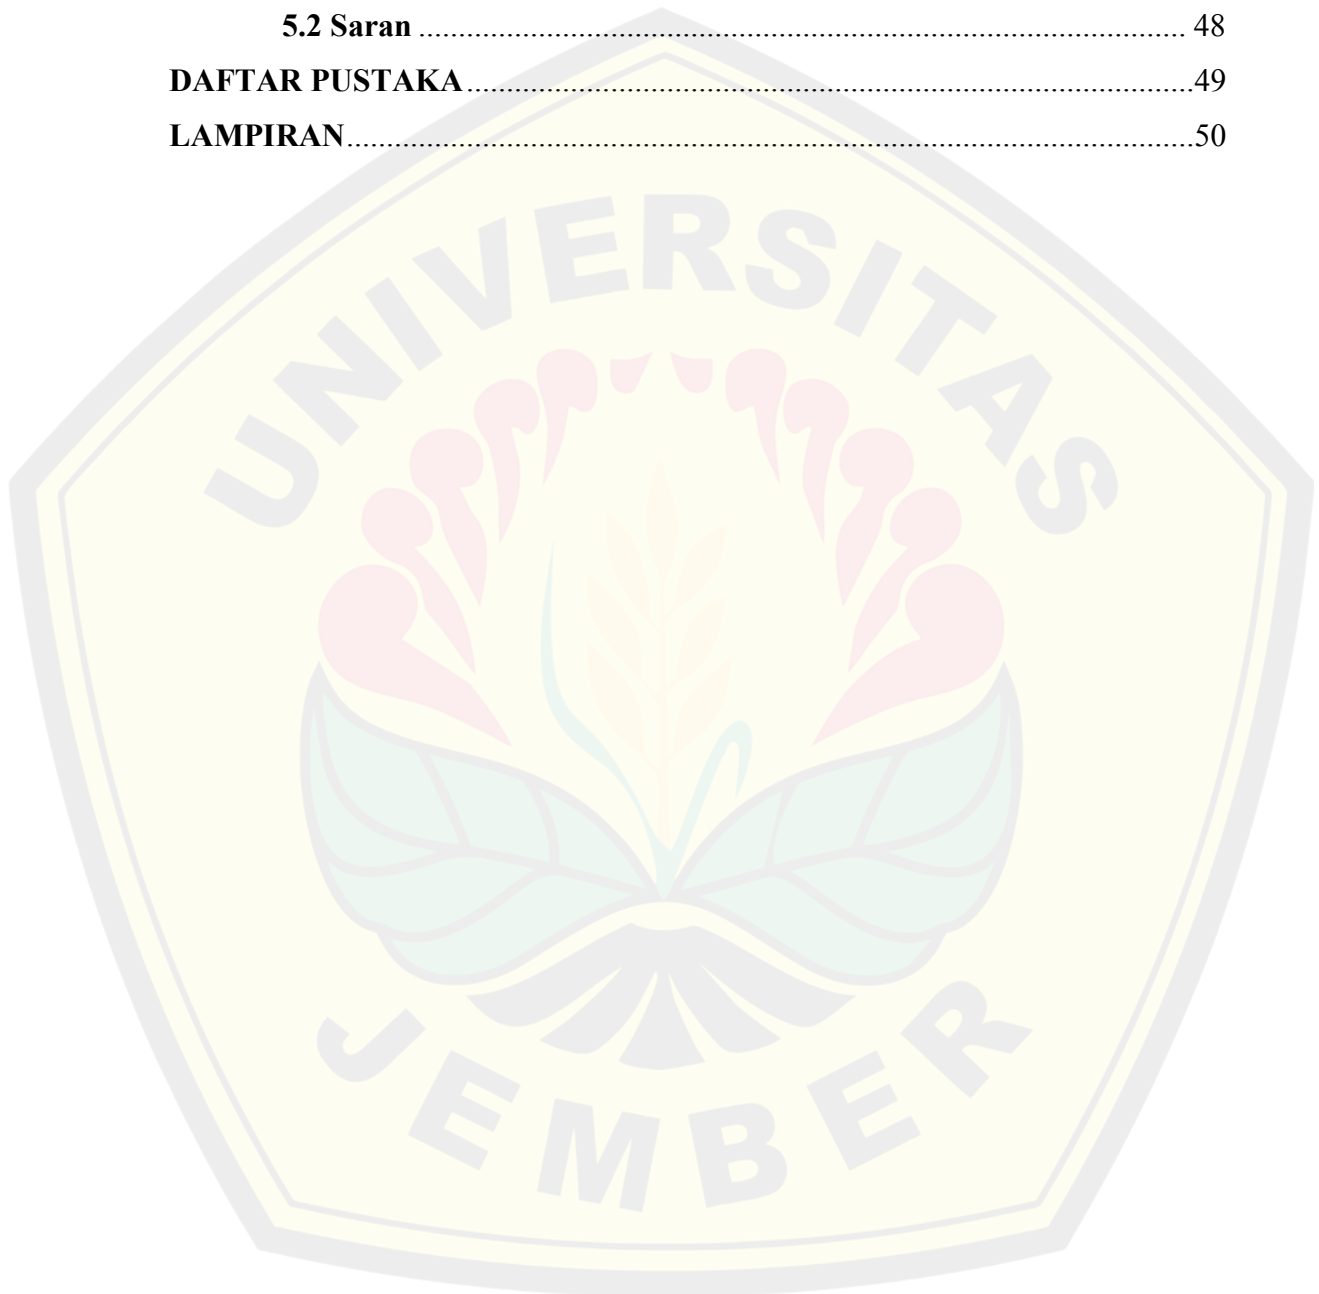 5.2 Saran ................................................................................. 48
DAFTAR PUSTAKA .............................................................................49
LAMPIRAN..........................................................................................50
UNIVERSITAS
JEMBER